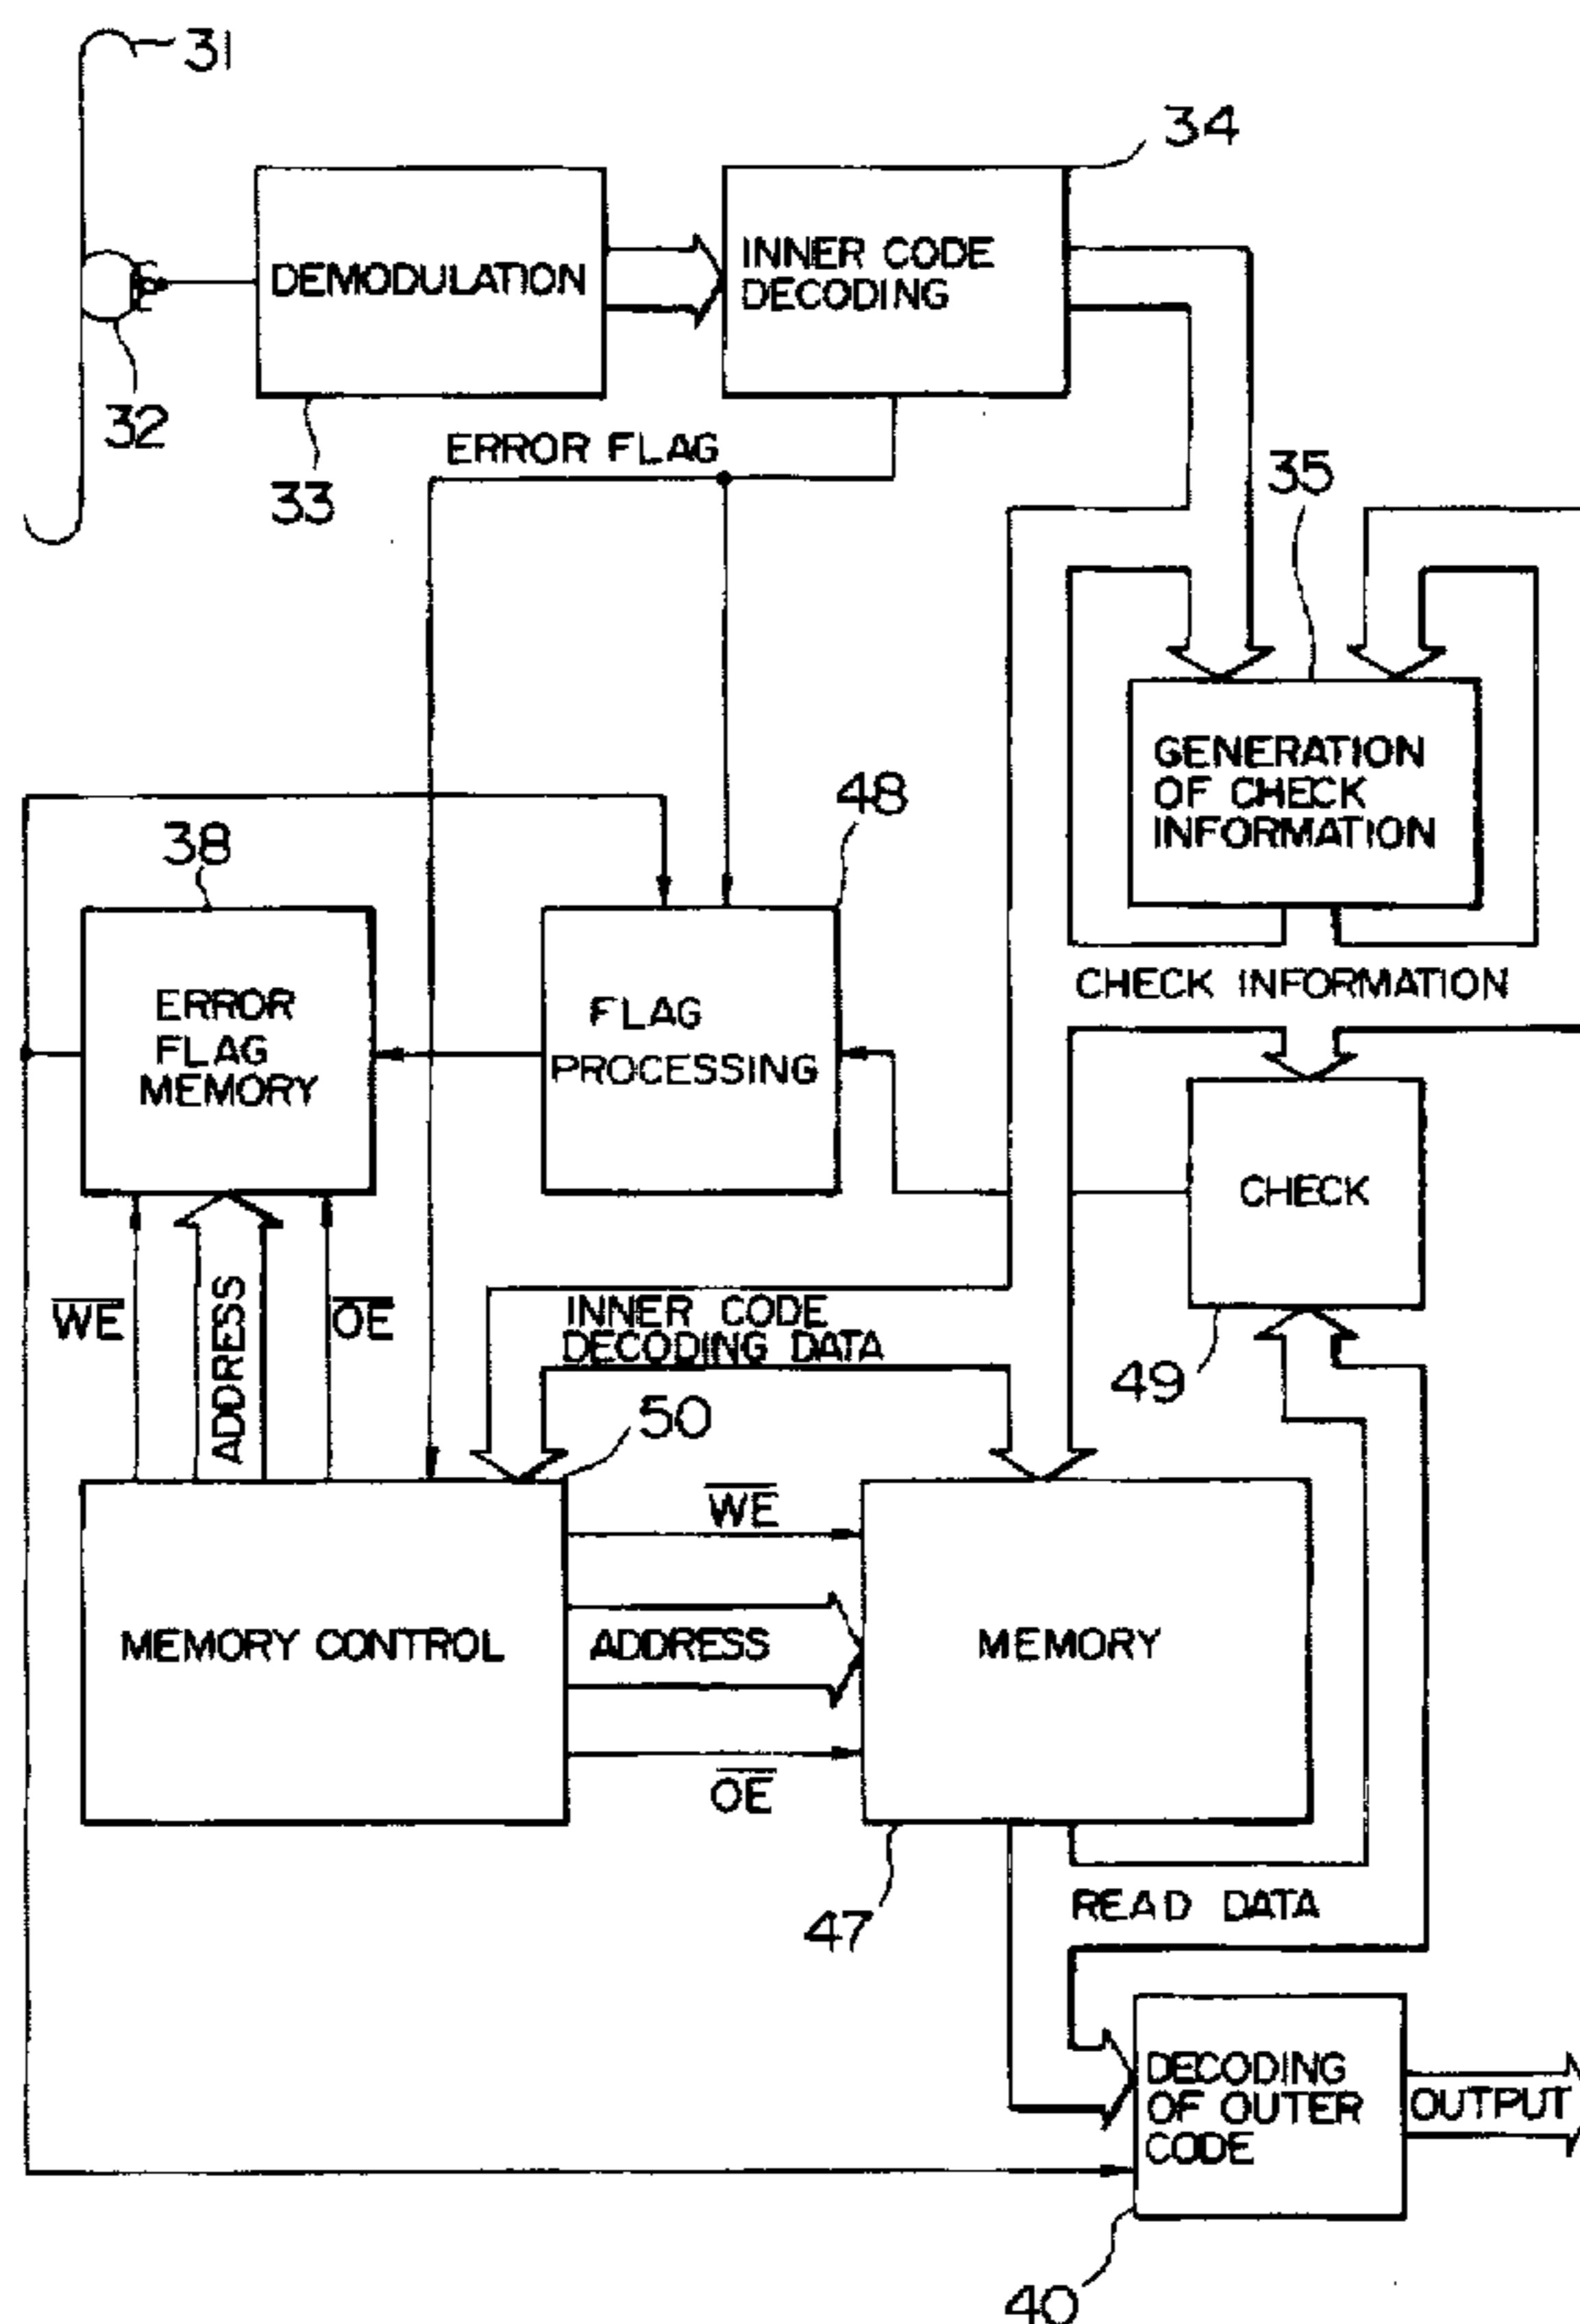 31
34
DEMODULATION
INNER CODE
DECODING
32
33
ERROR FLAG
35
GENERATION
OF CHECK
INFORMATION
48
38
CHECK INFORMATION
ERROR
FLAG
MEMORY
FLAG
PROCESSING
CHECK
WE
ADDRESS
OE
INNER CODE
DECODING DATA
49
50
WE
MEMORY CONTROL
ADDRESS
MEMORY
OE
47
READ DATA
DECODING
OF OUTER
CODE
OUTPUT
40